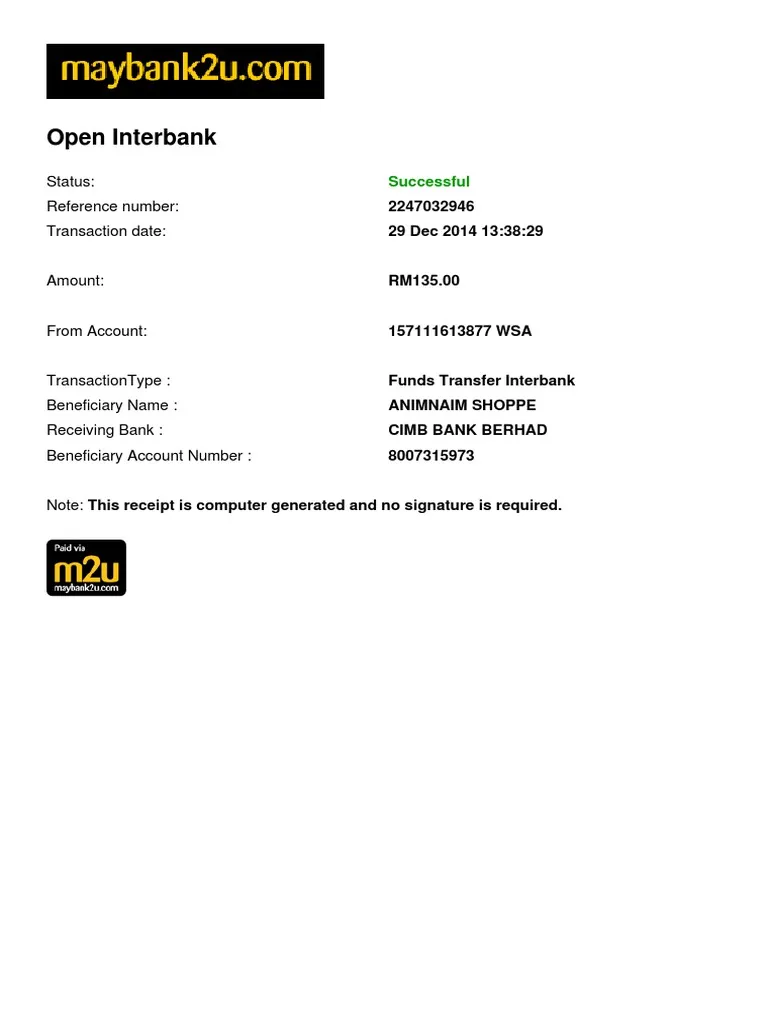 maybank2u.com
Open Interbank
Status: Successful
Reference number: 2247032946
Transaction date: 29 Dec 2014 13:38:29
Amount: RM135.00
From Account: 157111613877 WSA
TransactionType : Funds Transfer Interbank
Beneficiary Name : ANIMNAIM SHOPPE
Receiving Bank : CIMB BANK BERHAD
Beneficiary Account Number : 8007315973
Note: This receipt is computer generated and no signature is required.
Paid via
m2u
maybank2u.com